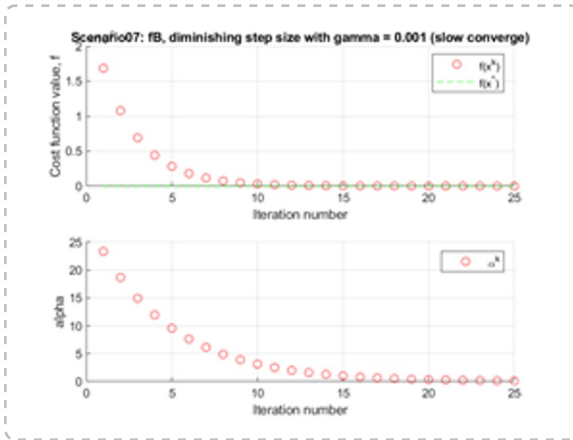 Scenario07: fB, diminishing step size with gamma = 0.001 (slow converge)
2
1.5
1
0.5
0
Cost function value, f
f(x^k)
f(x^*)
0 5 10 15 20 25
Iteration number
25
20
15
10
5
0
alpha
α^k
0 5 10 15 20 25
Iteration number